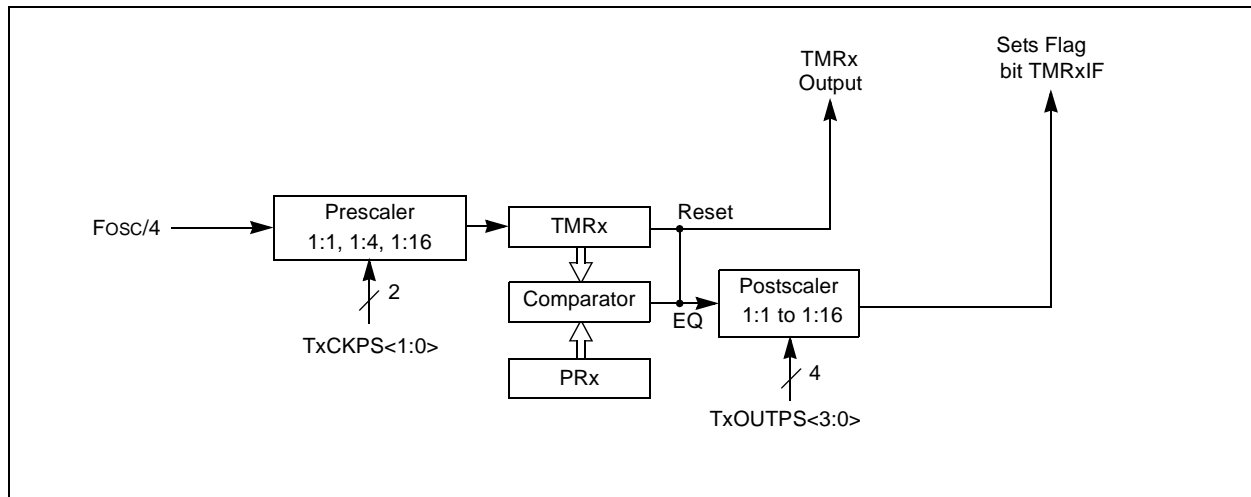 TMRx
Output
Sets Flag
bit TMRxIF
Fosc/4
Prescaler
1:1, 1:4, 1:16
2
TxCKPS<1:0>
TMRx
Reset
Comparator
EQ
PRx
Postscaler
1:1 to 1:16
4
TxOUTPS<3:0>